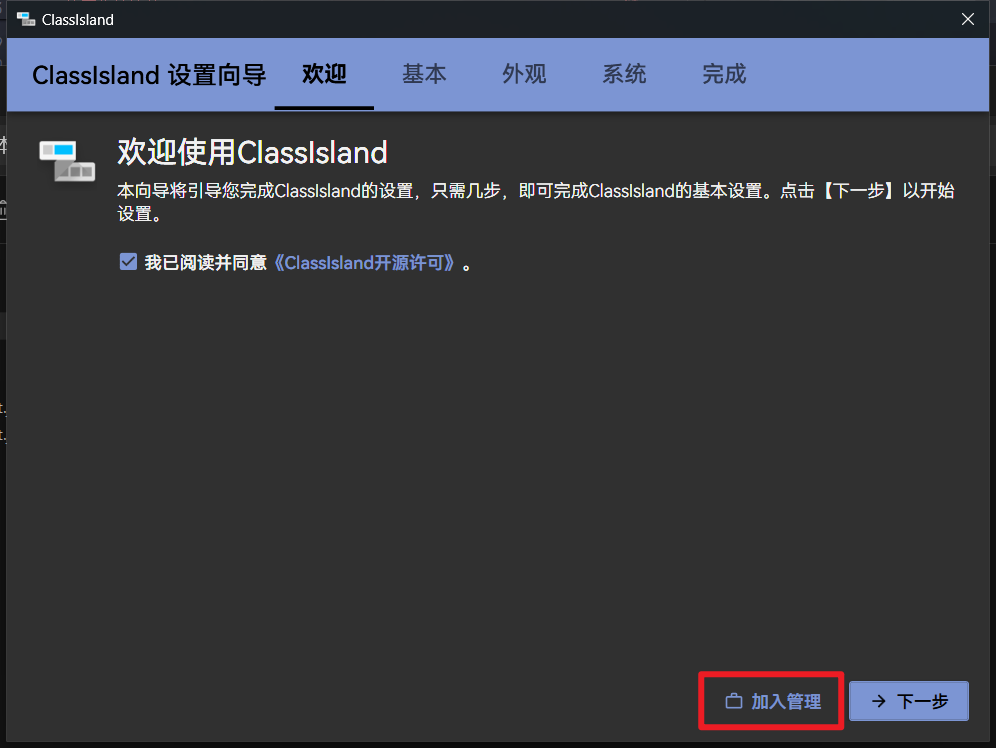 ClassIsland
ClassIsland 设置向导
欢迎
基本
外观
系统
完成
欢迎使用ClassIsland
本向导将引导您完成ClassIsland的设置，只需几步，即可完成ClassIsland的基本设置。点击【下一步】以开始
设置。
我已阅读并同意《ClassIsland开源许可》。
加入管理
下一步